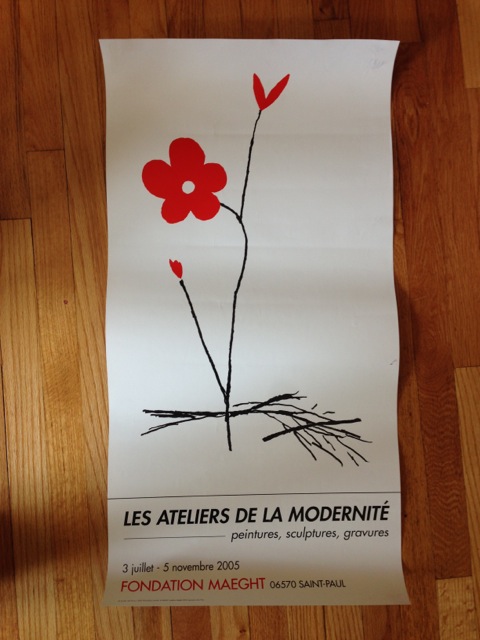 LES ATELIERS DE LA MODERNITÉ
peintures, sculptures, gravures
3 juillet - 5 novembre 2005
FONDATION MAEGHT 06570 SAINT-PAUL